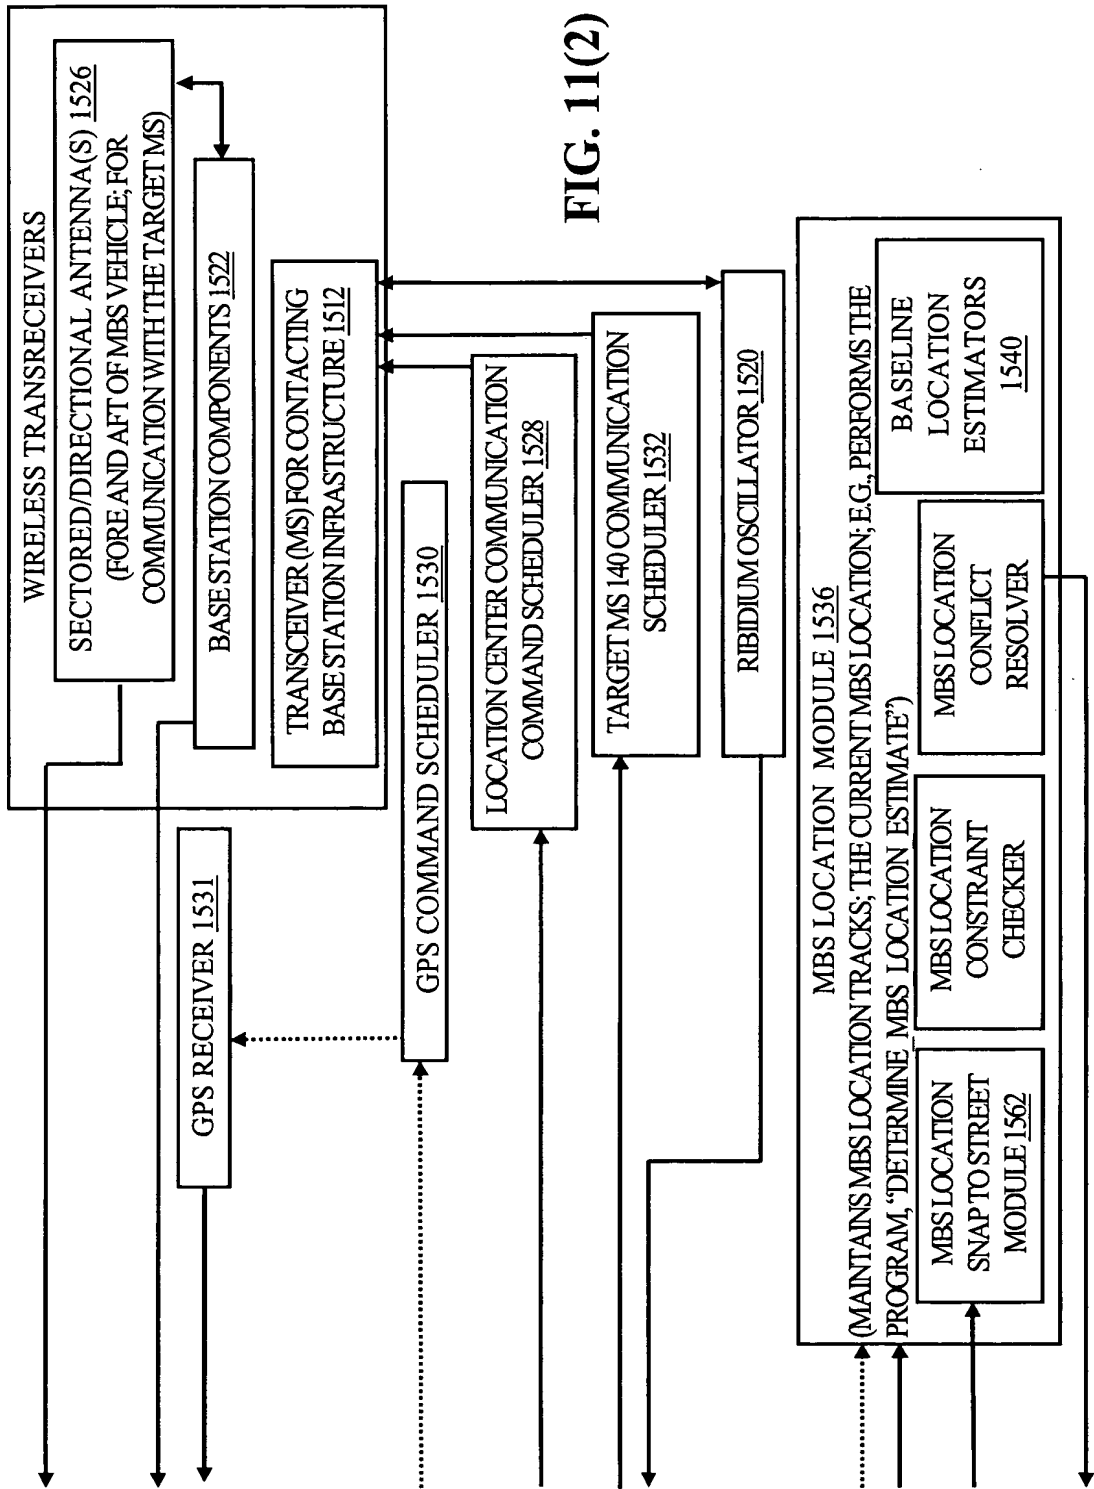 WIRELESS TRANSRECEIVERS
SECTORED/DIRECTIONAL ANTENNA(S) 1526
(FORE AND AFT OF MBS VEHICLE; FOR
COMMUNICATION WITH THE TARGET MS)
BASE STATION COMPONENTS 1522
TRANSCEIVER (MS) FOR CONTACTING
BASE STATION INFRASTRUCTURE 1512
GPS RECEIVER 1531
GPS COMMAND SCHEDULER 1530
LOCATION CENTER COMMUNICATION
COMMAND SCHEDULER 1528
FIG. 11(2)
TARGET MS 140 COMMUNICATION
SCHEDULER 1532
RIBIDIUM OSCILLATOR 1520
MBS LOCATION MODULE 1536
(MAINTAINS MBS LOCATION TRACKS; THE CURRENT MBS LOCATION; E.G., PERFORMS THE
PROGRAM, “DETERMINE MBS LOCATION ESTIMATE”)
MBS LOCATION
SNAP TO STREET
MODULE 1562
MBS LOCATION
CONSTRAINT
CHECKER
MBS LOCATION
CONFLICT
RESOLVER
BASELINE
LOCATION
ESTIMATORS
1540